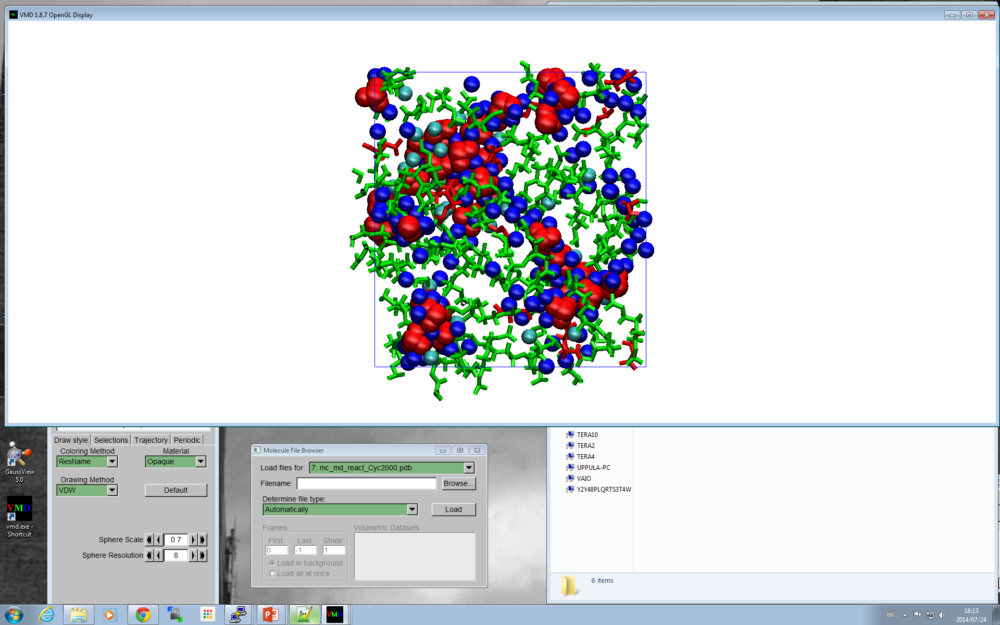 VMD 1.8.7 OpenGL Display
Draw style
Selections
Trajectory
Periodic
Coloring Method
Material
ResName
Opaque
Drawing Method
VDW
Default
Sphere Scale
0.7
Sphere Resolution
8
Molecule File Browser
Load files for:
7: mc_md_react_Cyc2000.pdb
Filename:
Browse...
Determine file type:
Automatically
Load
Frames:
Volumetric Datasets
First:
Last:
Stride:
0
-1
1
Load in background
Load all at once
TERA10
TERA2
TERA4
UPPULA-PC
VAIO
Y2Y48PLQRTS3T4W
6 items
GaussView
5.0
VMD
vmd.exe -
Shortcut
VMD
18:13
2014/07/24